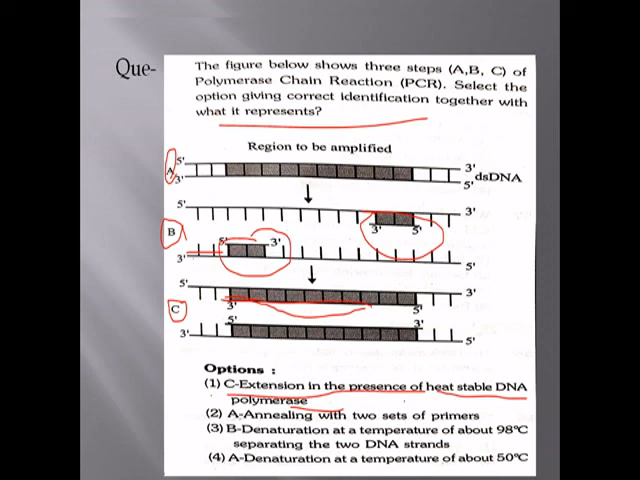 Que-
The figure below shows three steps (A,B, C) of
Polymerase Chain Reaction (PCR). Select the
option giving correct identification together with
what it represents?
Region to be amplified
5' 3'
A dsDNA
3' 5'
5' 3'
3' 5'
B
5' 3'
3' 5'
5' 3'
3' 5'
C
5' 3'
3' 5'
Options :
(1) C-Extension in the presence of heat stable DNA
polymerase
(2) A-Annealing with two sets of primers
(3) B-Denaturation at a temperature of about 98°C
separating the two DNA strands
(4) A-Denaturation at a temperature of about 50°C